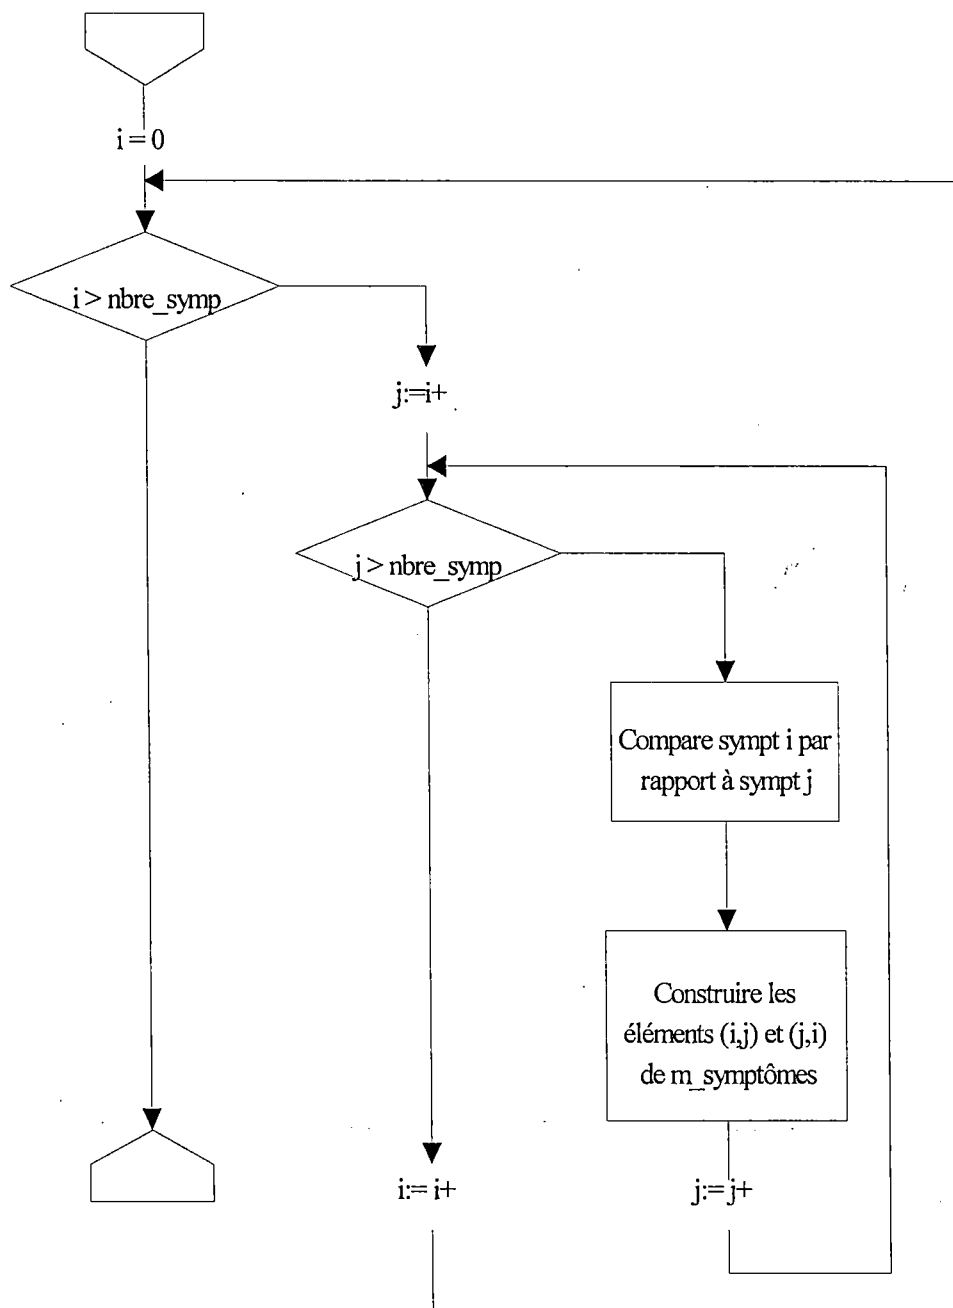 i = 0
i > nbre_symp
j:=i+
j > nbre_symp
Compare sympt i par
rapport à sympt j
Construire les
éléments (i,j) et (j,i)
de m_symptômes
i:= i+
j:= j+